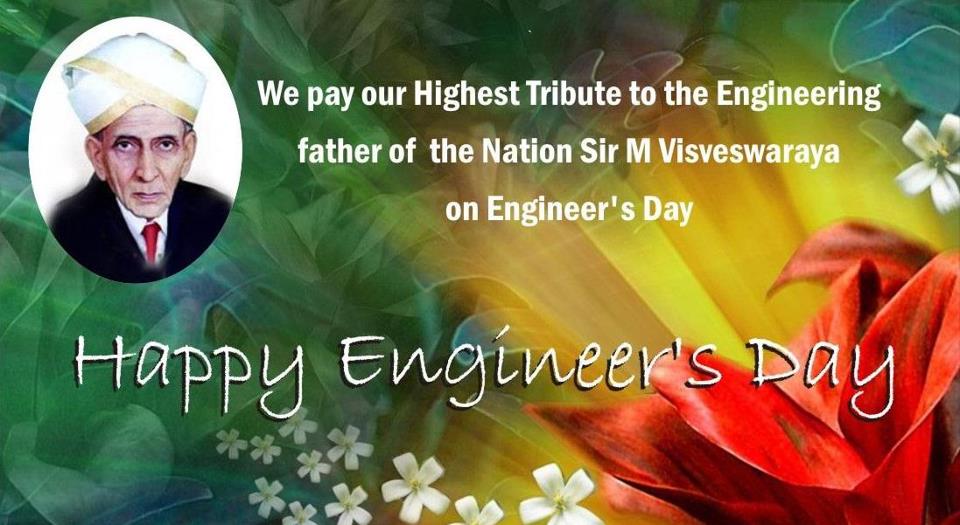 We pay our Highest Tribute to the Engineering
father of the Nation Sir M Visveswaraya
on Engineer's Day
Happy Engineer's Day